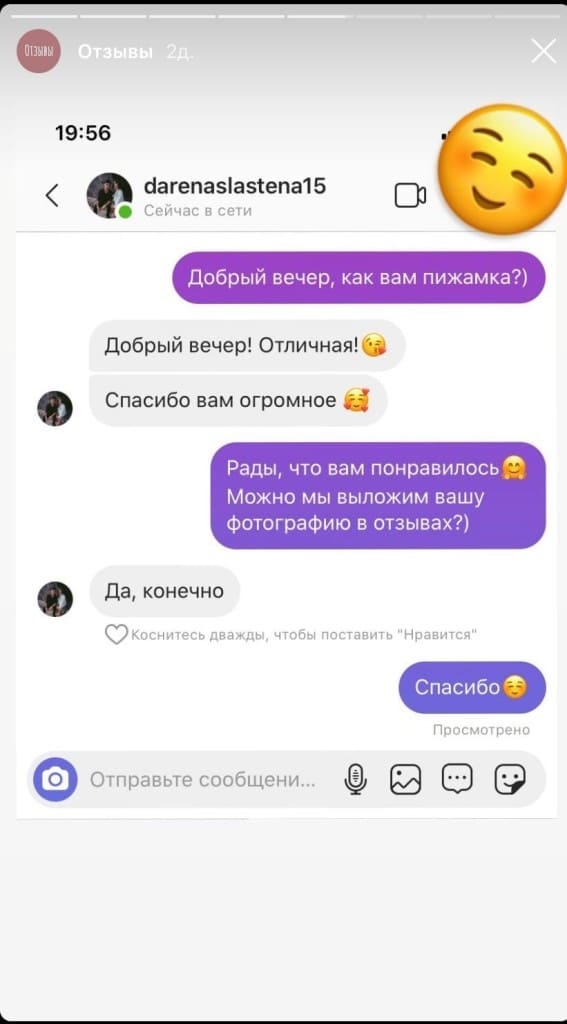 ОТЗЫВЫ
Отзывы 2д.
19:56
darenaslastena15
Сейчас в сети
Добрый вечер, как вам пижамка?)
Добрый вечер! Отличная!😘
Спасибо вам огромное 🥰
Рады, что вам понравилось🤗
Можно мы выложим вашу
фотографию в отзывах?)
Да, конечно
Коснитесь дважды, чтобы поставить "Нравится"
Спасибо☺️
Просмотрено
Отправьте сообщени...